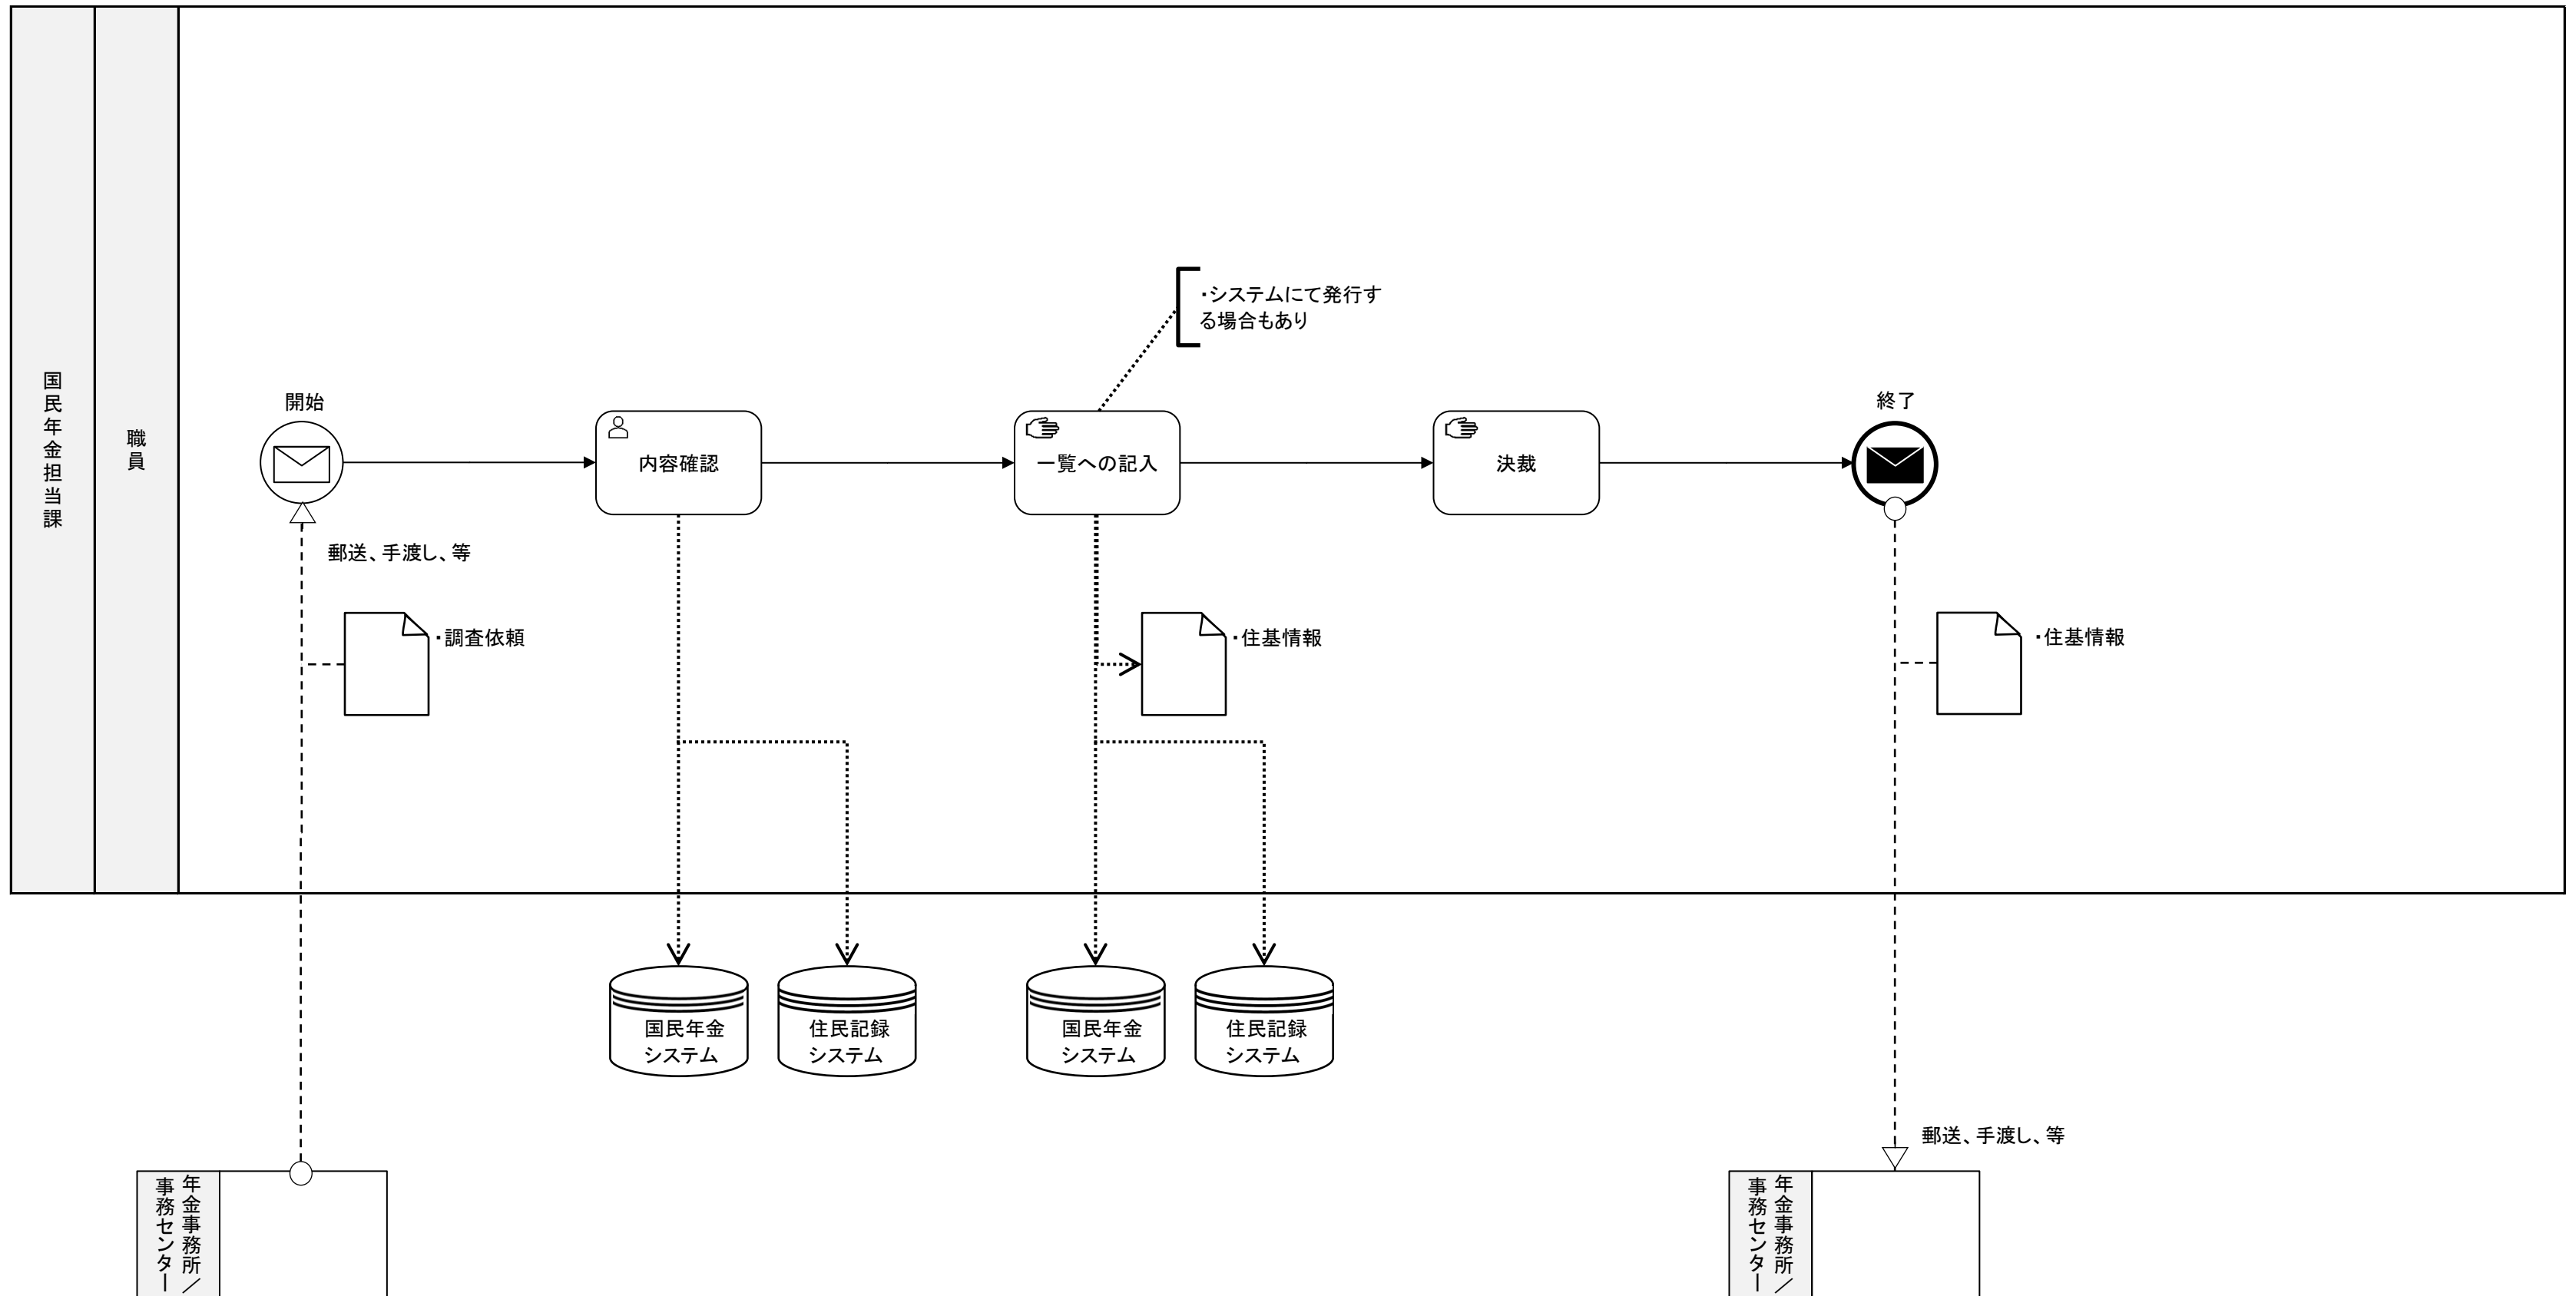 国民年金担当課
職員
・システムにて発行す
る場合もあり
開始
内容確認
一覧への記入
決裁
終了
郵送、手渡し、等
・調査依頼
・住基情報
・住基情報
国民年金
システム
住民記録
システム
国民年金
システム
住民記録
システム
郵送、手渡し、等
年金事務所／
事務センター
年金事務所／
事務センター